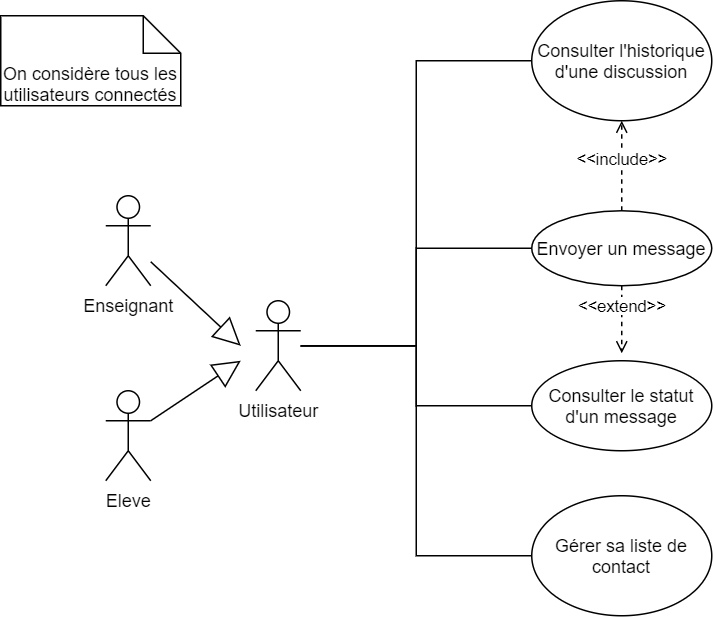 On considère tous les
utilisateurs connectés
Consulter l'historique
d'une discussion
<<include>>
Envoyer un message
<<extend>>
Enseignant
Utilisateur
Consulter le statut
d'un message
Eleve
Gérer sa liste de
contact